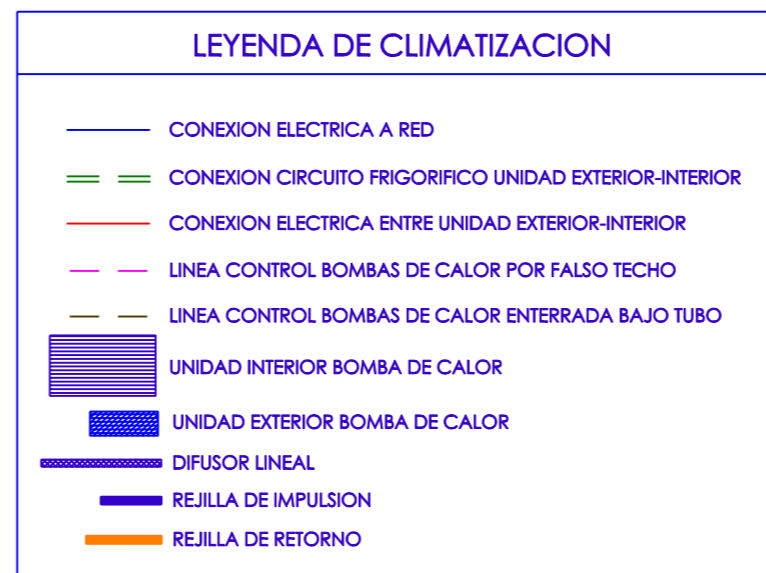 LEYENDA DE CLIMATIZACION
CONEXION ELECTRICA A RED
CONEXION CIRCUITO FRIGORIFICO UNIDAD EXTERIOR-INTERIOR
CONEXION ELECTRICA ENTRE UNIDAD EXTERIOR-INTERIOR
LINEA CONTROL BOMBAS DE CALOR POR FALSO TECHO
LINEA CONTROL BOMBAS DE CALOR ENTERRADA BAJO TUBO
UNIDAD INTERIOR BOMBA DE CALOR
UNIDAD EXTERIOR BOMBA DE CALOR
DIFUSOR LINEAL
REJILLA DE IMPULSION
REJILLA DE RETORNO